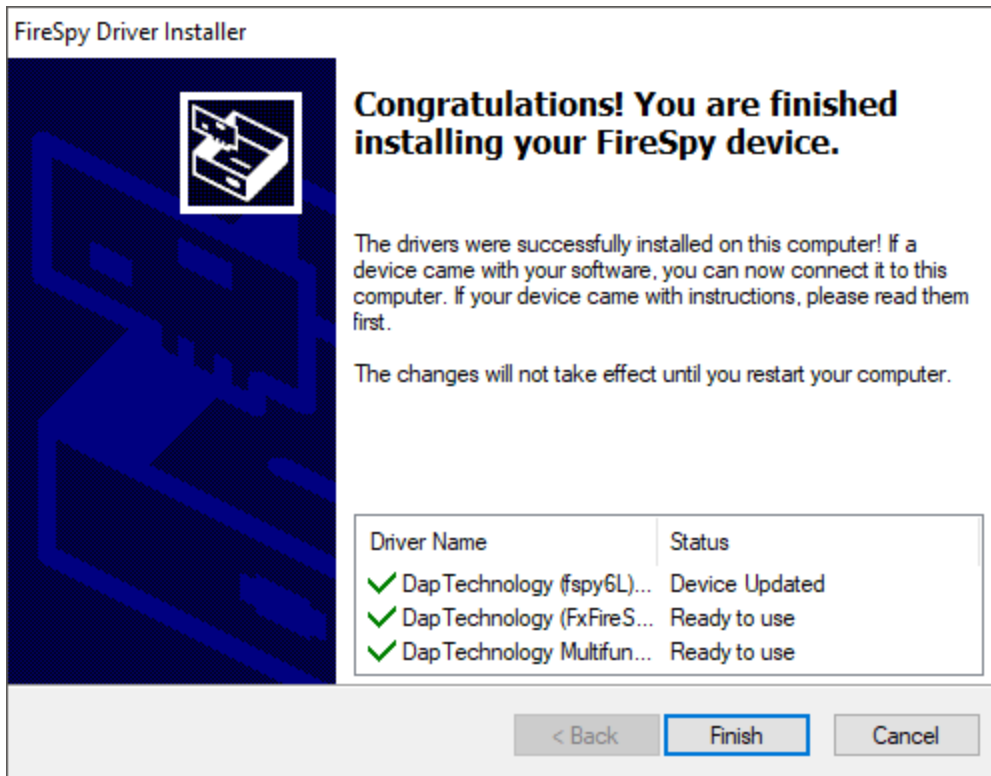 FireSpy Driver Installer
Congratulations! You are finished
installing your FireSpy device.
The drivers were successfully installed on this computer! If a
device came with your software, you can now connect it to this
computer. If your device came with instructions, please read them
first.
The changes will not take effect until you restart your computer.
Driver Name Status
DapTechnology (fspy6L)... Device Updated
DapTechnology (FxFireS... Ready to use
DapTechnology Multifun... Ready to use
< Back Finish Cancel